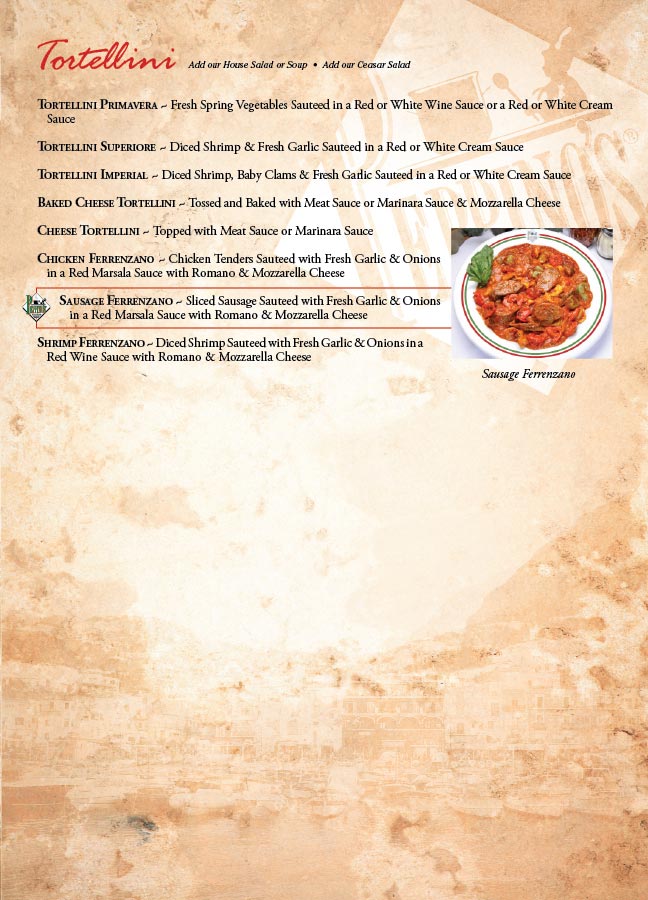 Tortellini Add our House Salad or Soup • Add our Ceasar Salad
Tortellini Primavera ~ Fresh Spring Vegetables Sauteed in a Red or White Wine Sauce or a Red or White Cream
Sauce
Tortellini Superiore ~ Diced Shrimp & Fresh Garlic Sauteed in a Red or White Cream Sauce
Tortellini Imperial ~ Diced Shrimp, Baby Clams & Fresh Garlic Sauteed in a Red or White Cream Sauce
Baked Cheese Tortellini ~ Tossed and Baked with Meat Sauce or Marinara Sauce & Mozzarella Cheese
Cheese Tortellini ~ Topped with Meat Sauce or Marinara Sauce
Chicken Ferrenzano ~ Chicken Tenders Sauteed with Fresh Garlic & Onions
in a Red Marsala Sauce with Romano & Mozzarella Cheese
Sausage Ferrenzano ~ Sliced Sausage Sauteed with Fresh Garlic & Onions
in a Red Marsala Sauce with Romano & Mozzarella Cheese
Shrimp Ferrenzano ~ Diced Shrimp Sauteed with Fresh Garlic & Onions in a
Red Wine Sauce with Romano & Mozzarella Cheese
Sausage Ferrenzano